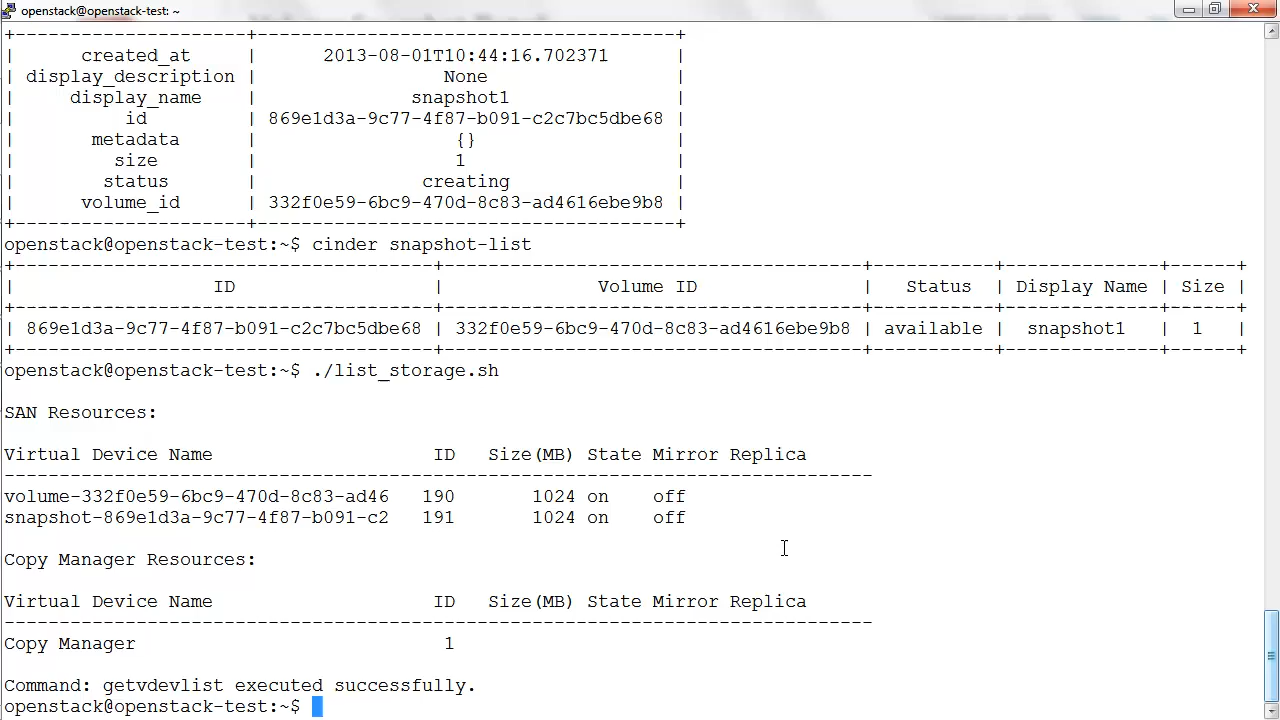 openstack@openstack-test: ~
+----------------------+--------------------------------------+
| created_at | 2013-08-01T10:44:16.702371 |
| display_description | None |
| display_name | snapshot1 |
| id | 869e1d3a-9c77-4f87-b091-c2c7bc5dbe68 |
| metadata | {} |
| size | 1 |
| status | creating |
| volume_id | 332f0e59-6bc9-470d-8c83-ad4616ebe9b8 |
+----------------------+--------------------------------------+
openstack@openstack-test:~$ cinder snapshot-list
+--------------------------------------+--------------------------------------+-----------+--------------+------+
| ID | Volume ID | Status | Display Name | Size |
+--------------------------------------+--------------------------------------+-----------+--------------+------+
| 869e1d3a-9c77-4f87-b091-c2c7bc5dbe68 | 332f0e59-6bc9-470d-8c83-ad4616ebe9b8 | available | snapshot1 | 1 |
+--------------------------------------+--------------------------------------+-----------+--------------+------+
openstack@openstack-test:~$ ./list_storage.sh
SAN Resources:
Virtual Device Name ID Size(MB) State Mirror Replica
-------------------------------------------------------------------------------
volume-332f0e59-6bc9-470d-8c83-ad46 190 1024 on off
snapshot-869e1d3a-9c77-4f87-b091-c2 191 1024 on off
Copy Manager Resources:
Virtual Device Name ID Size(MB) State Mirror Replica
-------------------------------------------------------------------------------
Copy Manager 1
Command: getvdevlist executed successfully.
openstack@openstack-test:~$